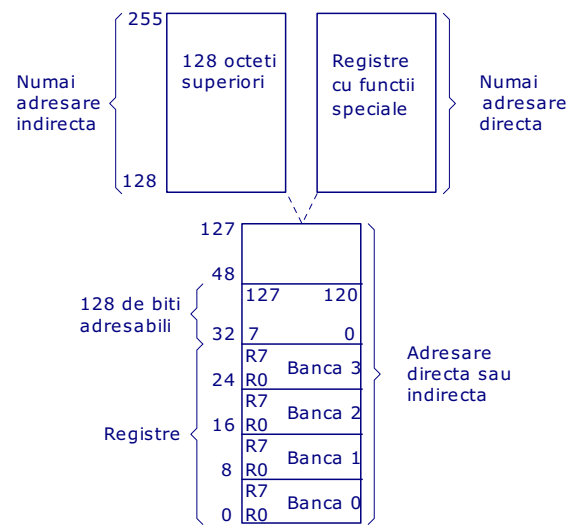 255
128 octeti
superiori
Registre
cu functii
speciale
Numai
adresare
indirecta
Numai
adresare
directa
128
127
48
127 120
128 de biti
adresabili
32 7 0
R7
Banca 3
24 R0
R7
Banca 2
16 R0
Registre
R7
Banca 1
8 R0
R7
Banca 0
0 R0
Adresare
directa sau
indirecta